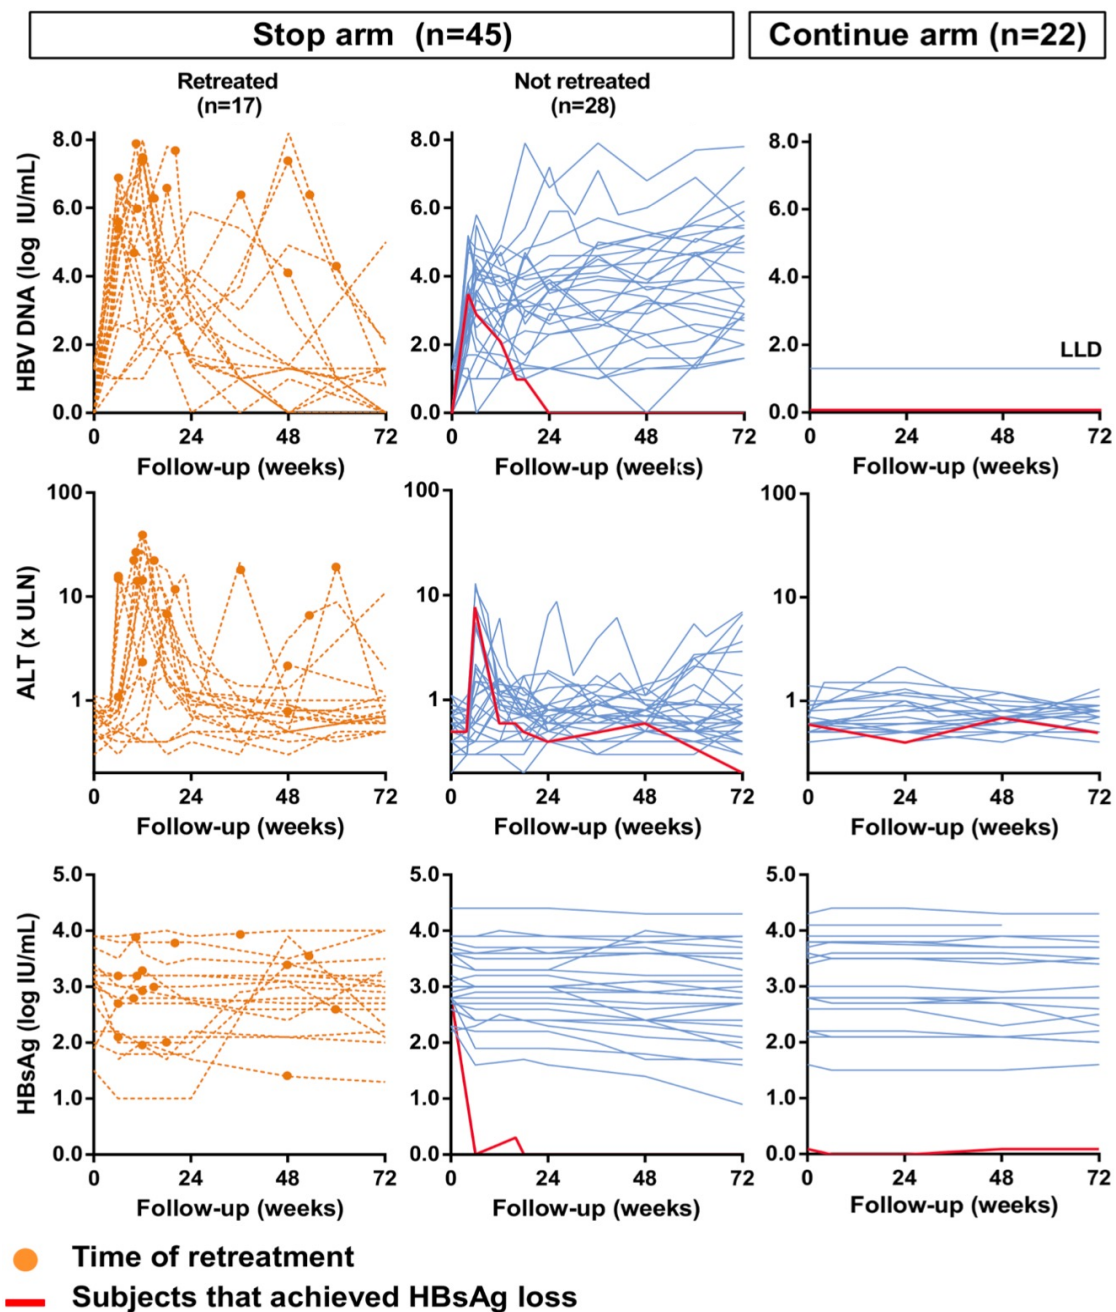 Stop arm (n=45)
Continue arm (n=22)
Retreated
(n=17)
Not retreated
(n=28)
HBV DNA (log IU/mL)
8.0
6.0
4.0
2.0
0.0
0 24 48 72
Follow-up (weeks)
8.0
6.0
4.0
2.0
0.0
0 24 48 72
Follow-up (weeks)
8.0
6.0
4.0
2.0
0.0
LLD
0 24 48 72
Follow-up (weeks)
ALT (x ULN)
100
10
1
0 24 48 72
Follow-up (weeks)
100
10
1
0 24 48 72
Follow-up (weeks)
100
10
1
0 24 48 72
Follow-up (weeks)
HBsAg (log IU/mL)
5.0
4.0
3.0
2.0
1.0
0.0
0 24 48 72
Follow-up (weeks)
5.0
4.0
3.0
2.0
1.0
0.0
0 24 48 72
Follow-up (weeks)
5.0
4.0
3.0
2.0
1.0
0.0
0 24 48 72
Follow-up (weeks)
Time of retreatment
Subjects that achieved HBsAg loss